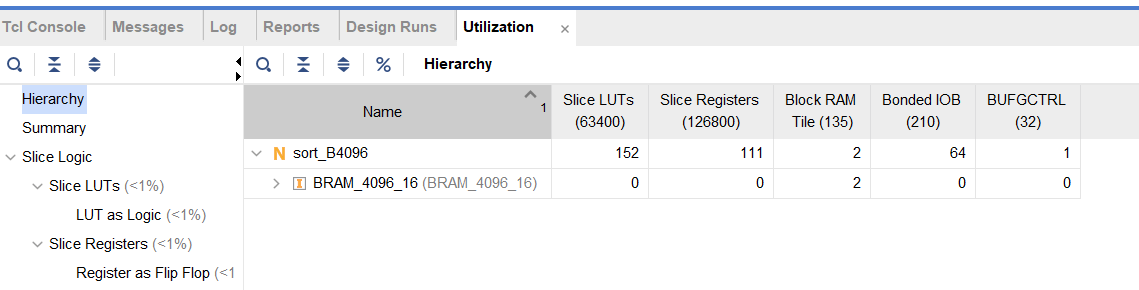 Tcl Console Messages Log Reports Design Runs Utilization ×
% Hierarchy
Hierarchy
Summary
Slice Logic
Slice LUTs (<1%)
LUT as Logic (<1%)
Slice Registers (<1%)
Register as Flip Flop (<1
Name 1 Slice LUTs (63400) Slice Registers (126800) Block RAM Tile (135) Bonded IOB (210) BUFGCTRL (32)
N sort_B4096 152 111 2 64 1
I BRAM_4096_16 (BRAM_4096_16) 0 0 2 0 0